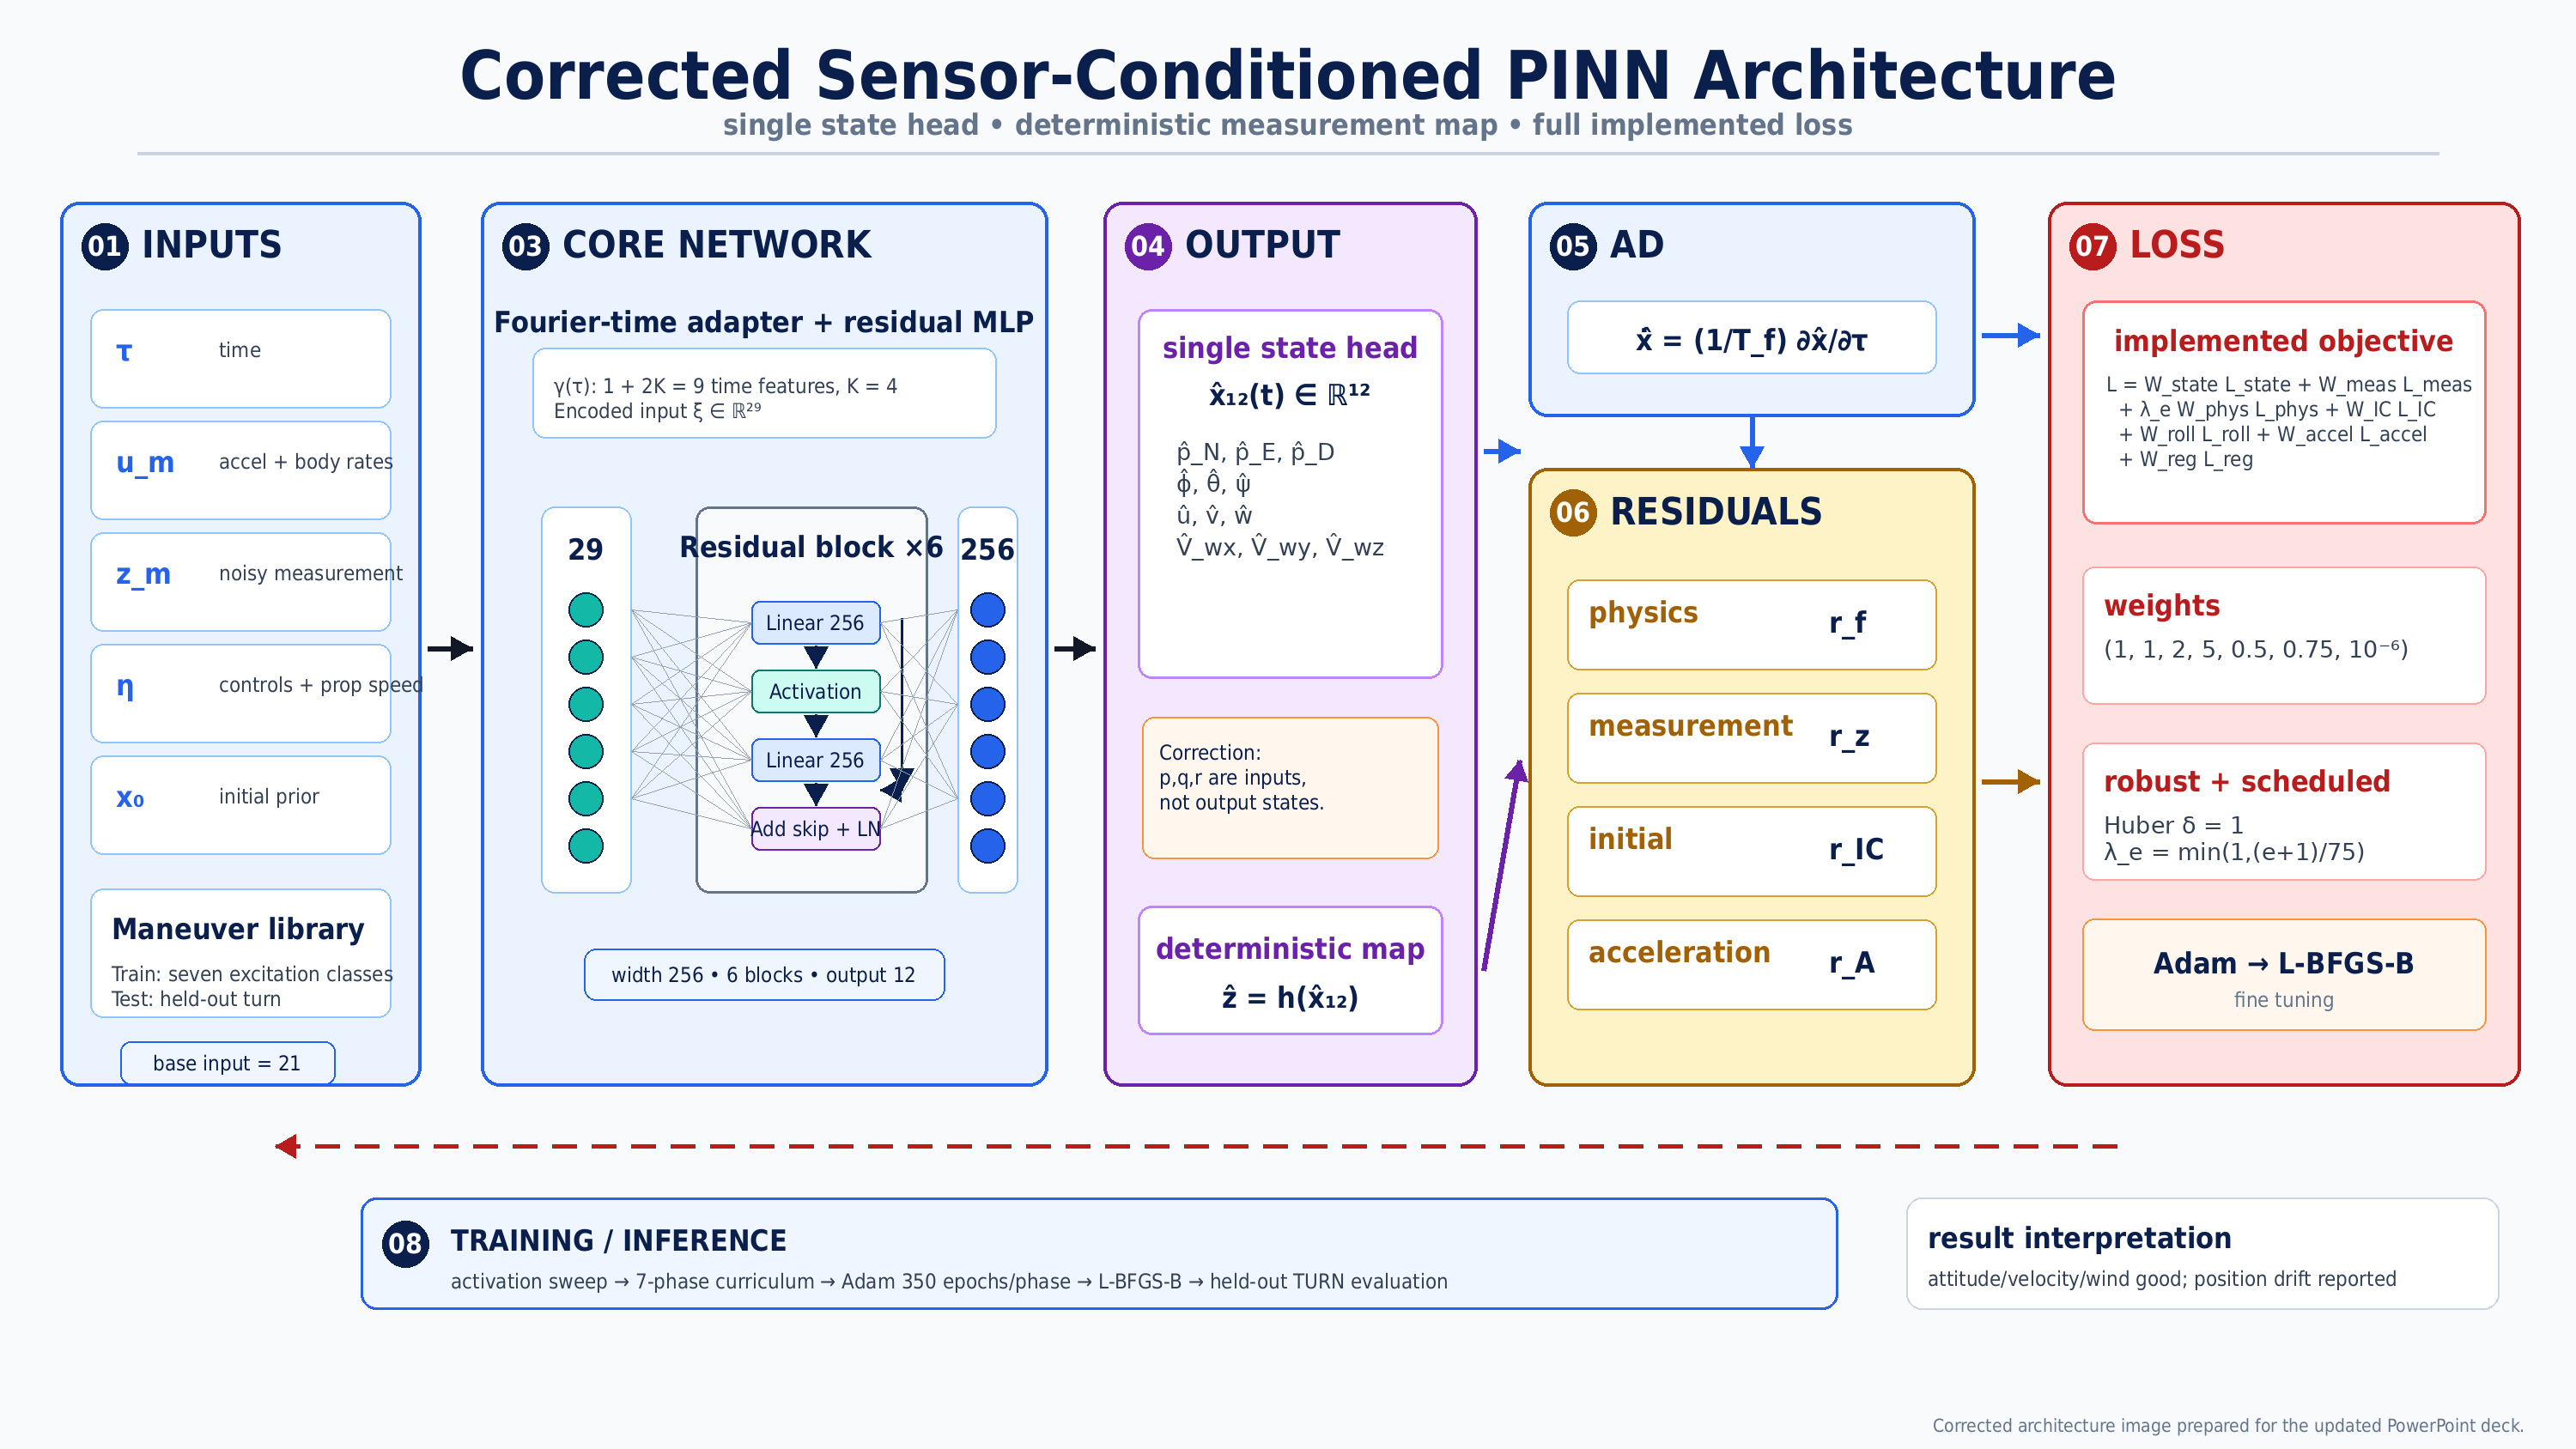 Corrected Sensor-Conditioned PINN Architecture
single state head • deterministic measurement map • full implemented loss
01 INPUTS
τ time
u_m accel + body rates
z_m noisy measurement
η controls + prop speed
x₀ initial prior
Maneuver library
Train: seven excitation classes
Test: held-out turn
base input = 21
03 CORE NETWORK
Fourier-time adapter + residual MLP
γ(τ): 1 + 2K = 9 time features, K = 4
Encoded input ξ ∈ ℝ²⁹
29
Residual block ×6
256
Linear 256
Activation
Linear 256
Add skip + LN
width 256 • 6 blocks • output 12
04 OUTPUT
single state head
x̂₁₂(t) ∈ ℝ¹²
p̂_N, p̂_E, p̂_D
ϕ̂, θ̂, ψ̂
û, v̂, ŵ
V̂_wx, V̂_wy, V̂_wz
Correction:
p,q,r are inputs,
not output states.
deterministic map
ẑ = h(x̂₁₂)
05 AD
x̂̇ = (1/T_f) ∂x̂/∂τ
06 RESIDUALS
physics r_f
measurement r_z
initial r_IC
acceleration r_A
07 LOSS
implemented objective
L = W_state L_state + W_meas L_meas
+ λ_e W_phys L_phys + W_IC L_IC
+ W_roll L_roll + W_accel L_accel
+ W_reg L_reg
weights
(1, 1, 2, 5, 0.5, 0.75, 10⁻⁶)
robust + scheduled
Huber δ = 1
λ_e = min(1,(e+1)/75)
Adam → L-BFGS-B
fine tuning
08 TRAINING / INFERENCE
activation sweep → 7-phase curriculum → Adam 350 epochs/phase → L-BFGS-B → held-out TURN evaluation
result interpretation
attitude/velocity/wind good; position drift reported
Corrected architecture image prepared for the updated PowerPoint deck.